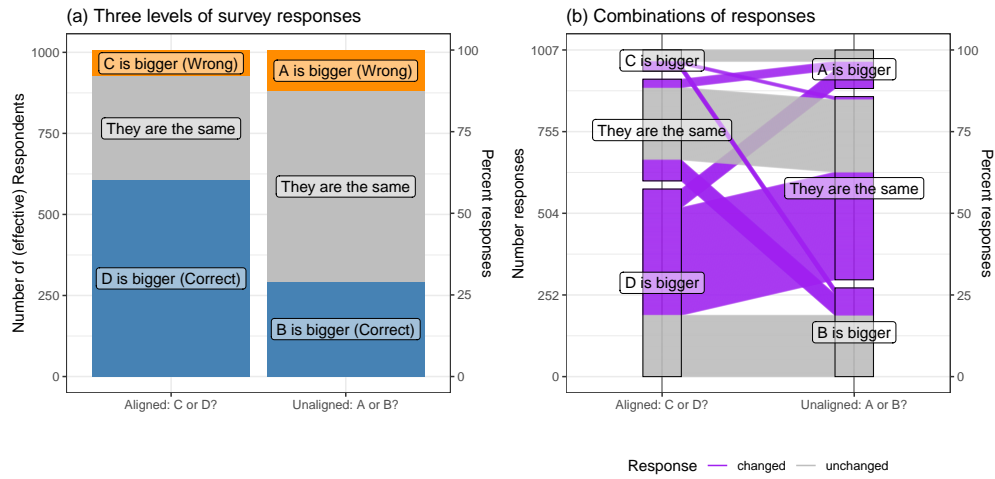 (a) Three levels of survey responses
Number of (effective) Respondents
1000
750
500
250
0
C is bigger (Wrong)
They are the same
D is bigger (Correct)
A is bigger (Wrong)
They are the same
B is bigger (Correct)
100
75
50
25
0
Percent responses
Aligned: C or D?
Unaligned: A or B?
(b) Combinations of responses
Number responses
1007
755
504
252
0
C is bigger
They are the same
D is bigger
A is bigger
They are the same
B is bigger
100
75
50
25
0
Percent responses
Aligned: C or D?
Unaligned: A or B?
Response changed unchanged